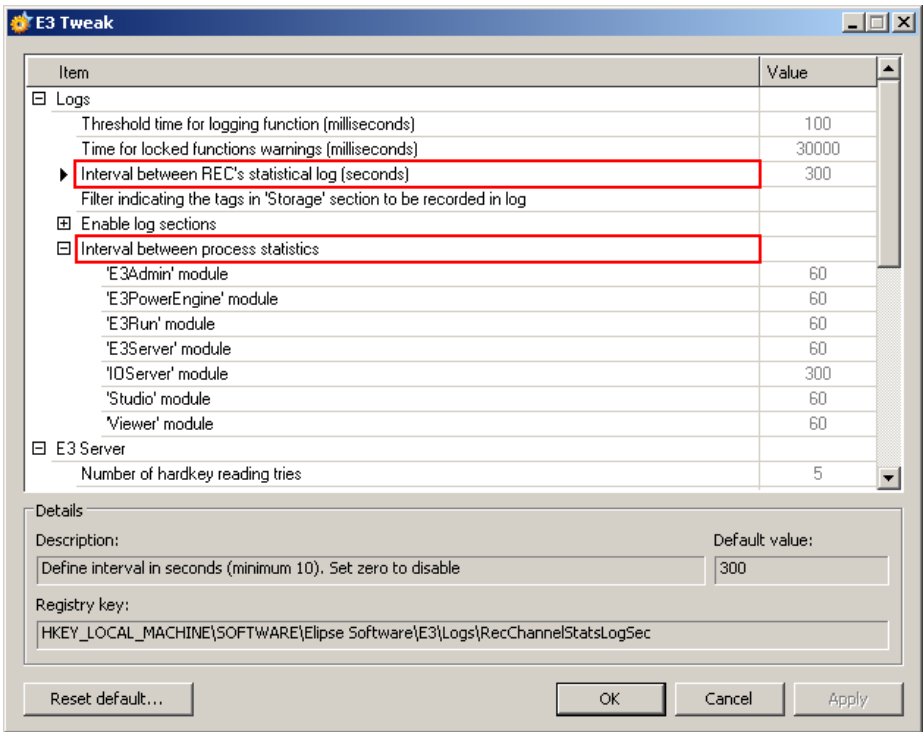 E3 Tweak
Item Value
Logs
Threshold time for logging function (milliseconds) 100
Time for locked functions warnings (milliseconds) 30000
Interval between REC's statistical log (seconds) 300
Filter indicating the tags in 'Storage' section to be recorded in log
Enable log sections
Interval between process statistics
'E3Admin' module 60
'E3PowerEngine' module 60
'E3Run' module 60
'E3Server' module 60
'IOServer' module 300
'Studio' module 60
'Viewer' module 60
E3 Server
Number of hardkey reading tries 5
Details
Description: Default value:
Define interval in seconds (minimum 10). Set zero to disable 300
Registry key:
HKEY_LOCAL_MACHINE\SOFTWARE\Elipse Software\E3\Logs\RecChannelStatsLogSec
Reset default... OK Cancel Apply